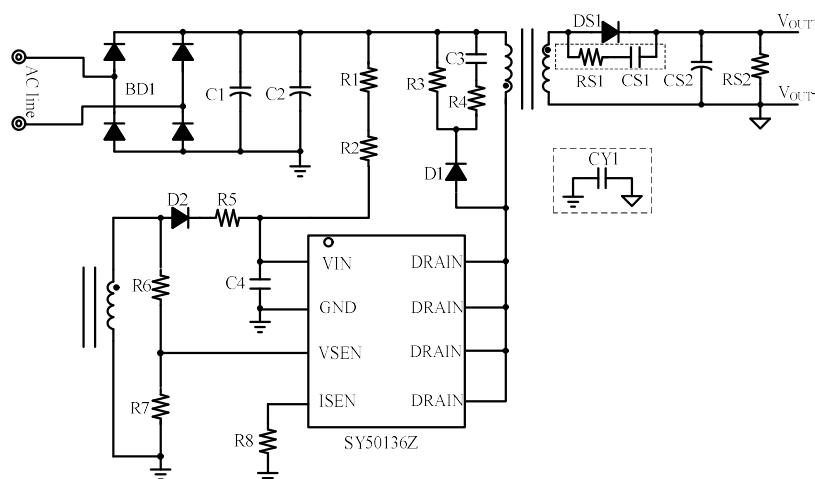 DS1
VOUT+
AC line
BD1
C1
C2
R1
R3
C3
R4
RS1
CS1
CS2
RS2
R2
VOUT-
D1
CY1
D2
R5
VIN
DRAIN
C4
R6
GND
DRAIN
VSEN
DRAIN
R7
ISEN
DRAIN
R8
SY50136Z